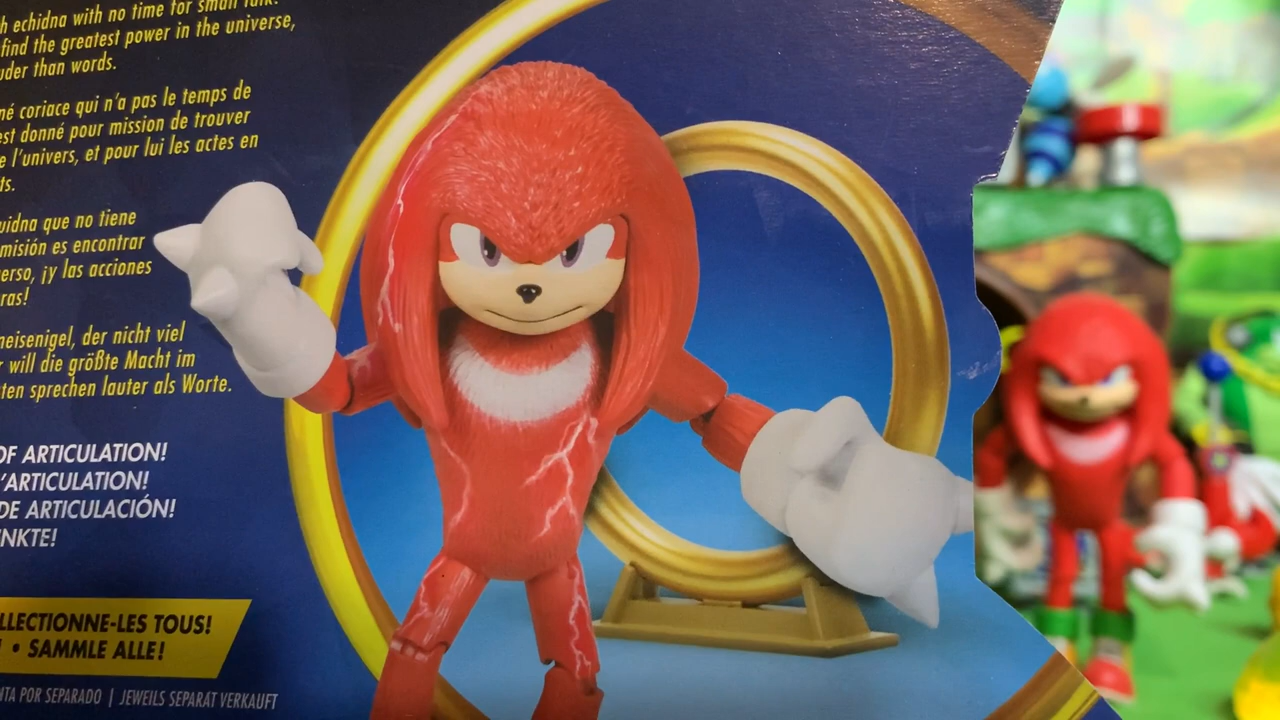 h echidna with no time for small talk.
find the greatest power in the universe,
uder than words.
né coriace qui n'a pas le temps de
est donné pour mission de trouver
e l'univers, et pour lui les actes en
ts.
uidna que no tiene
misión es encontrar
erso, ¡y las acciones
ras!
meisenigel, der nicht viel
r will die größte Macht im
ten sprechen lauter als Worte.
OF ARTICULATION!
'ARTICULATION!
DE ARTICULACIÓN!
NKTE!
LLECTIONNE-LES TOUS!
! • SAMMLE ALLE!
NTA POR SEPARADO | JEWEILS SEPARAT VERKAUFT